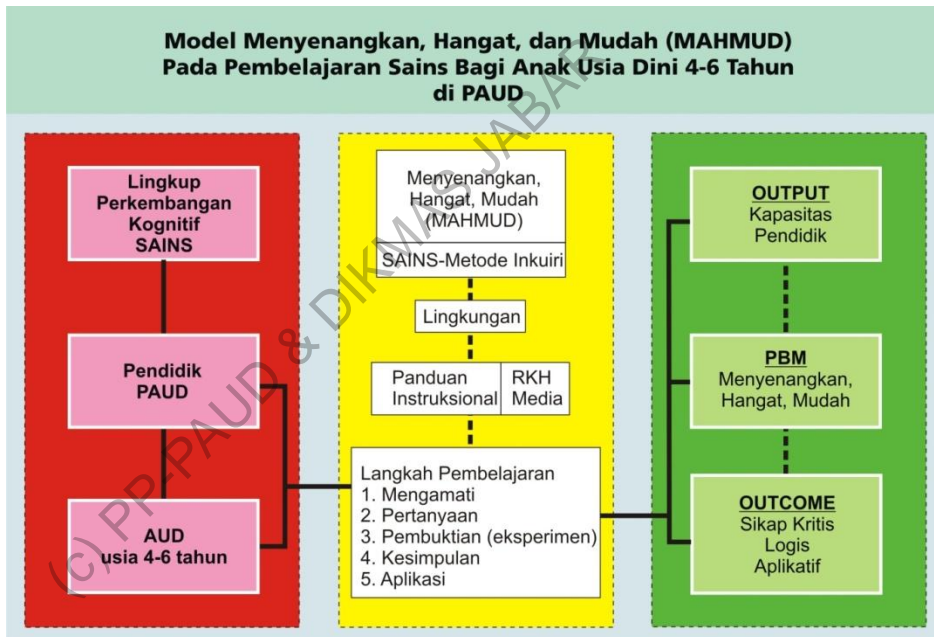 Model Menyenangkan, Hangat, dan Mudah (MAHMUD)
Pada Pembelajaran Sains Bagi Anak Usia Dini 4-6 Tahun
di PAUD
Lingkup
Perkembangan
Kognitif
SAINS
Pendidik
PAUD
AUD
usia 4-6 tahun
Menyenangkan,
Hangat, Mudah
(MAHMUD)
SAINS-Metode Inkuiri
Lingkungan
Panduan
Instruksional
RKH
Media
Langkah Pembelajaran
1. Mengamati
2. Pertanyaan
3. Pembuktian (eksperimen)
4. Kesimpulan
5. Aplikasi
OUTPUT
Kapasitas
Pendidik
PBM
Menyenangkan,
Hangat, Mudah
OUTCOME
Sikap Kritis
Logis
Aplikatif
(c) PP-PAUD & DIKMAS JABAR